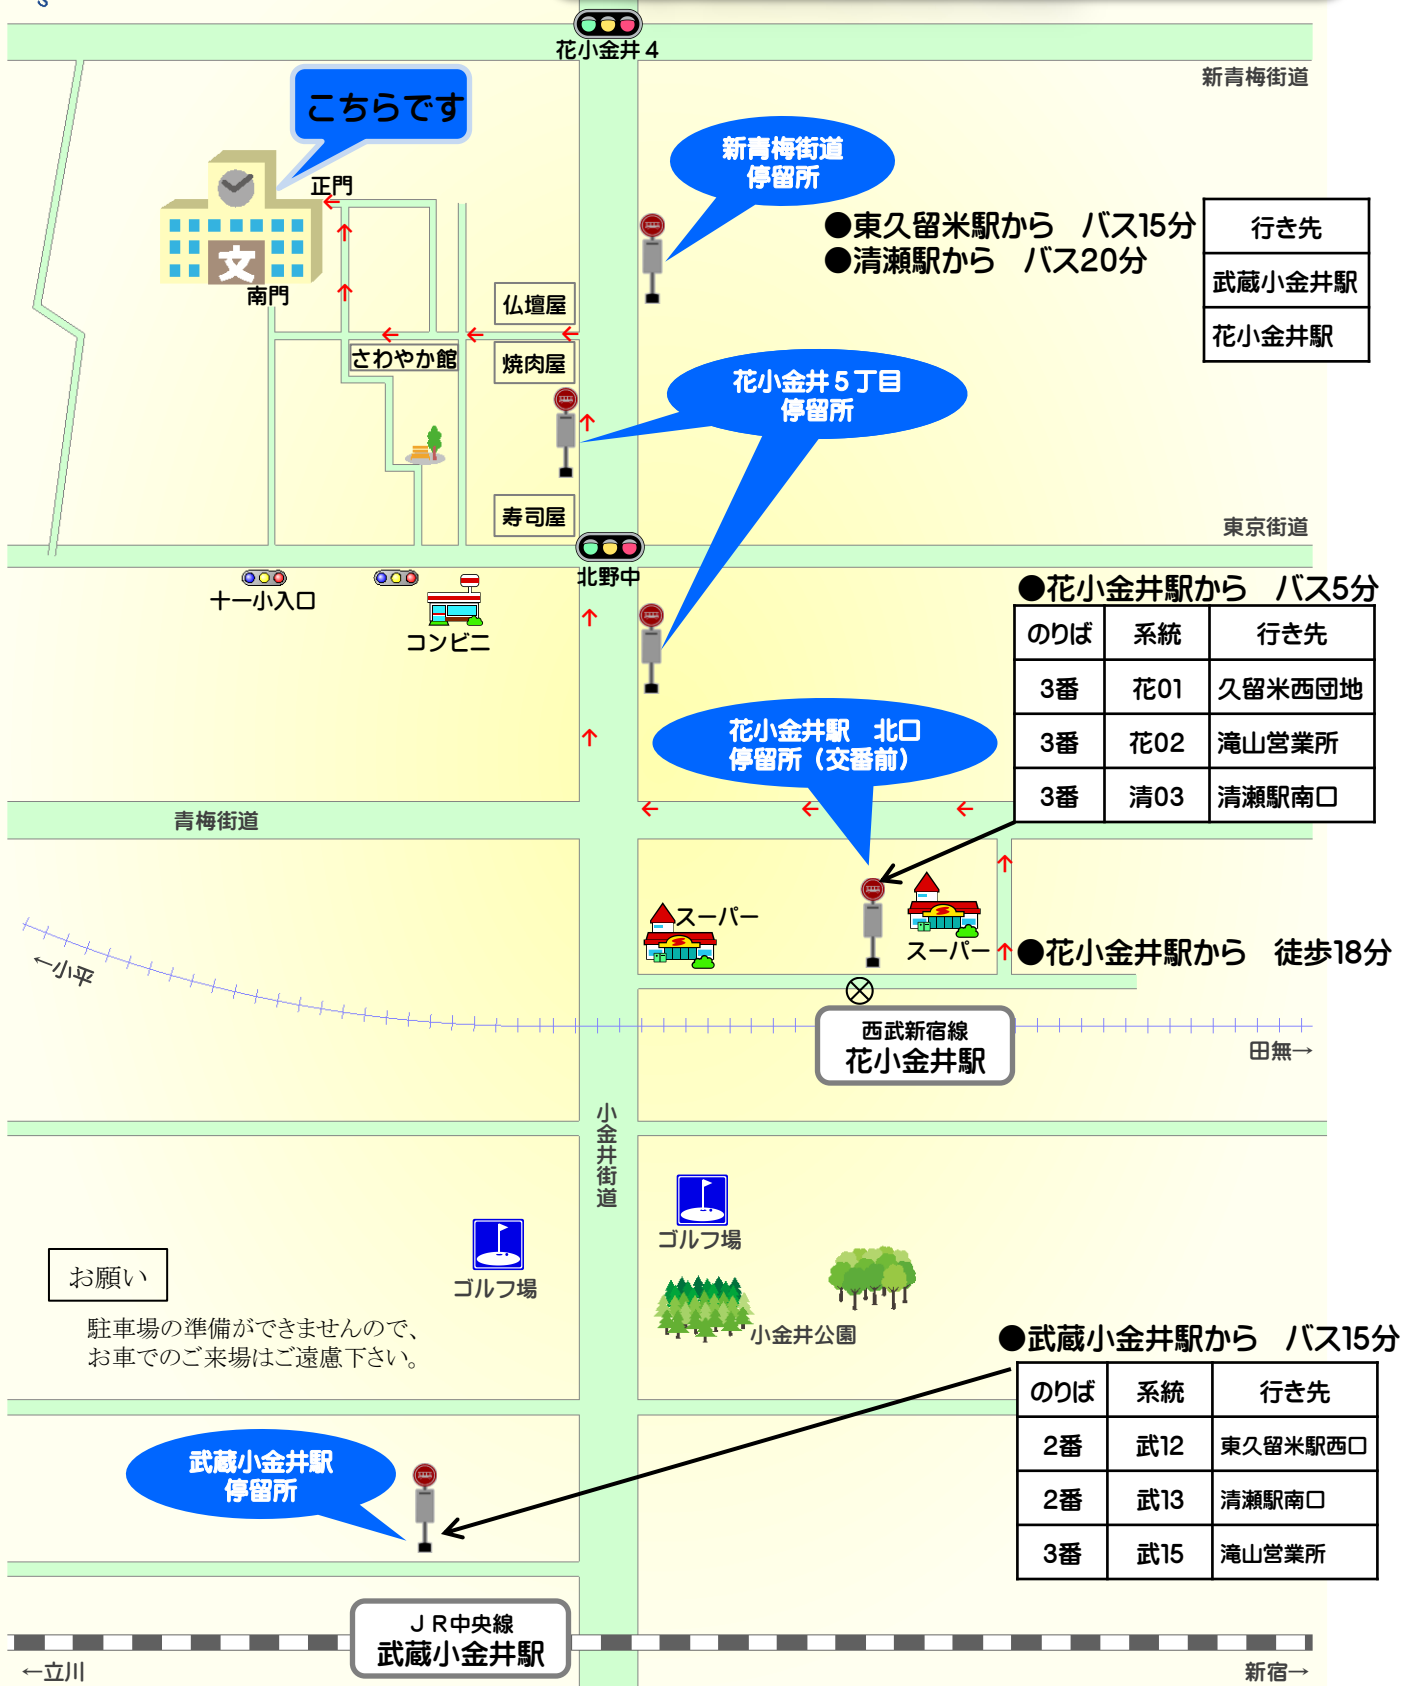 花小金井４
新青梅街道
こちらです
新青梅街道
停留所
正門
●東久留米駅から　バス15分
●清瀬駅から　バス20分
行き先
武蔵小金井駅
花小金井駅
文
南門
仏壇屋
さわやか館
焼肉屋
花小金井５丁目
停留所
寿司屋
東京街道
北野中
十一小入口
コンビニ
●花小金井駅から　バス5分
のりば 系統 行き先
3番 花01 久留米西団地
3番 花02 滝山営業所
3番 清03 清瀬駅南口
花小金井駅　北口
停留所（交番前）
青梅街道
スーパー
スーパー
●花小金井駅から　徒歩18分
←小平
西武新宿線
花小金井駅
田無→
小金井街道
ゴルフ場
ゴルフ場
お願い
駐車場の準備ができませんので、
お車でのご来場はご遠慮下さい。
小金井公園
●武蔵小金井駅から　バス15分
のりば 系統 行き先
2番 武12 東久留米駅西口
2番 武13 清瀬駅南口
3番 武15 滝山営業所
武蔵小金井駅
停留所
ＪＲ中央線
武蔵小金井駅
←立川
新宿→